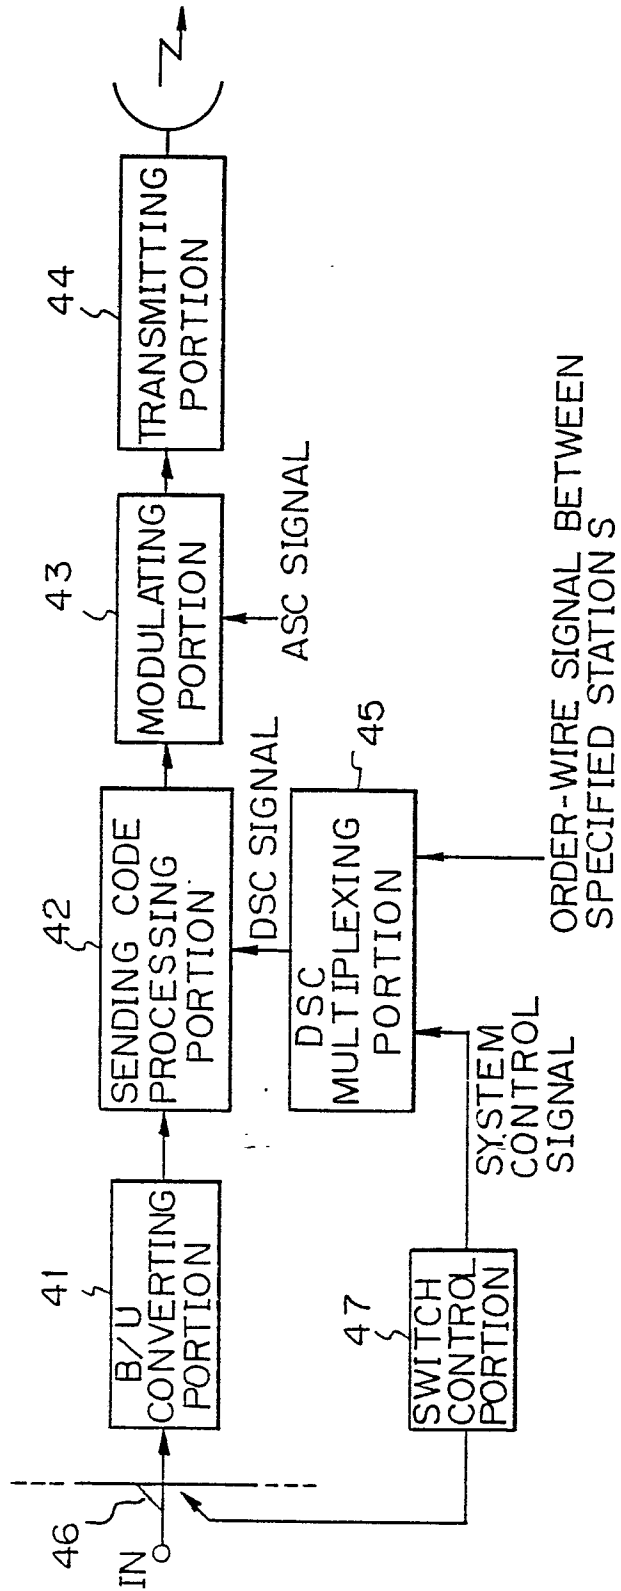 IN
46
41
B/U
CONVERTING
PORTION
42
SENDING CODE
PROCESSING
PORTION
43
MODULATING
PORTION
44
TRANSMITTING
PORTION
DSC SIGNAL
ASC SIGNAL
45
DSC
MULTIPLEXING
PORTION
47
SWITCH
CONTROL
PORTION
SYSTEM
CONTROL
SIGNAL
ORDER-WIRE SIGNAL BETWEEN
SPECIFIED STATIONS